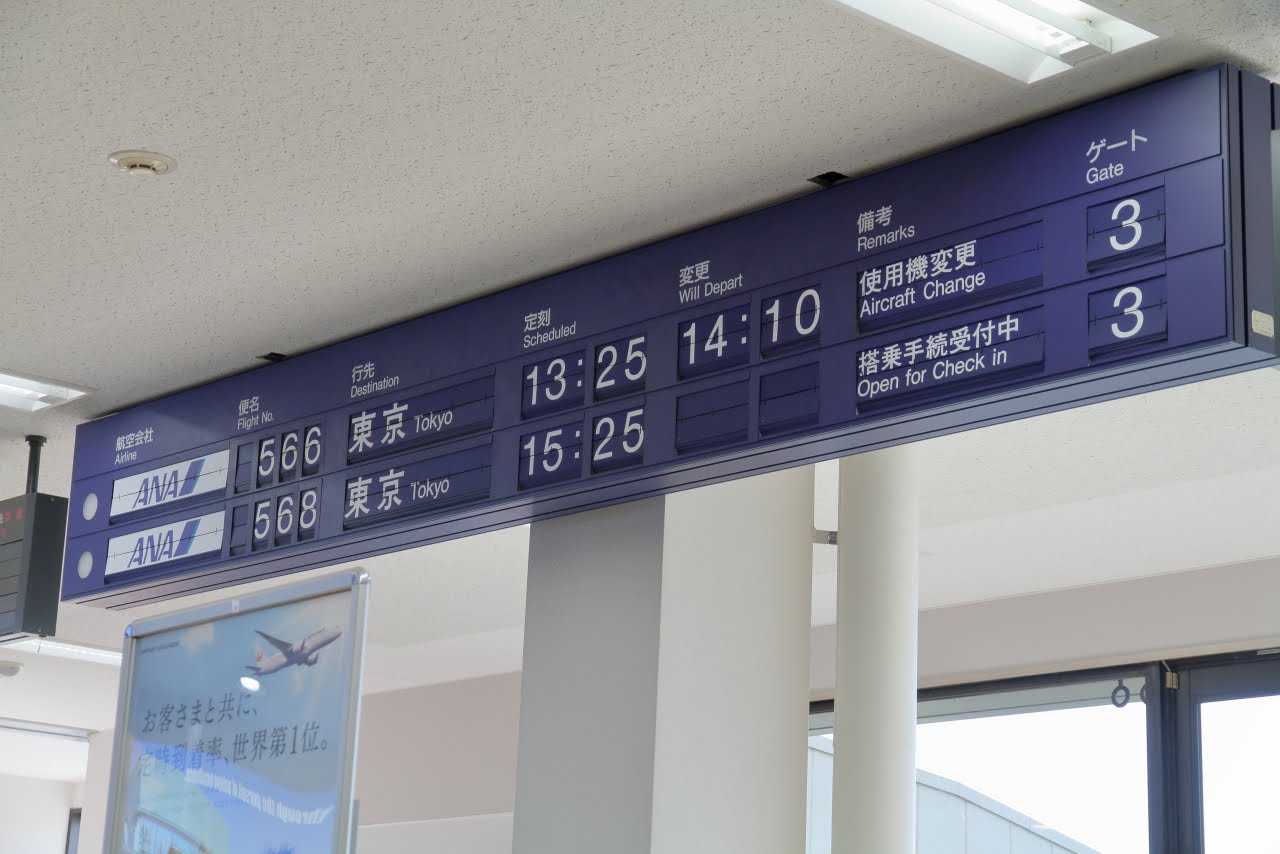 航空会社 便名 行先 定刻 変更 備考 ゲート
Airline Flight No. Destination Scheduled Will Depart Remarks Gate
ANA 566 東京 Tokyo 13:25 14:10 使用機変更 Aircraft Change 3
ANA 568 東京 Tokyo 15:25 搭乗手続受付中 Open for Check in 3
お客さまと共に、
定時到着率、世界第1位。